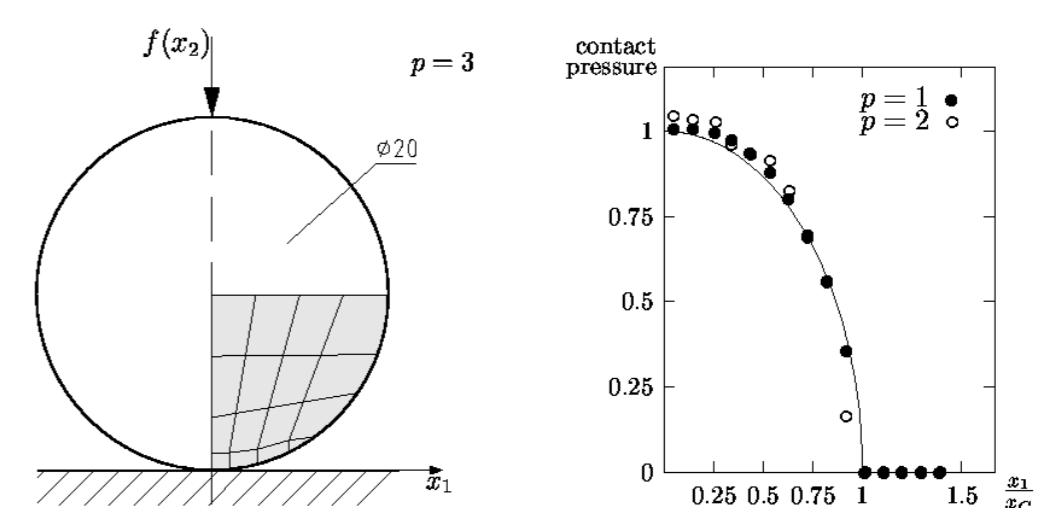 f(x₂)
p = 3
⌀20
x₁
contact
pressure
p = 1
p = 2
1
0.75
0.5
0.25
0
0.25 0.5 0.75 1 1.5
x₁
x_C